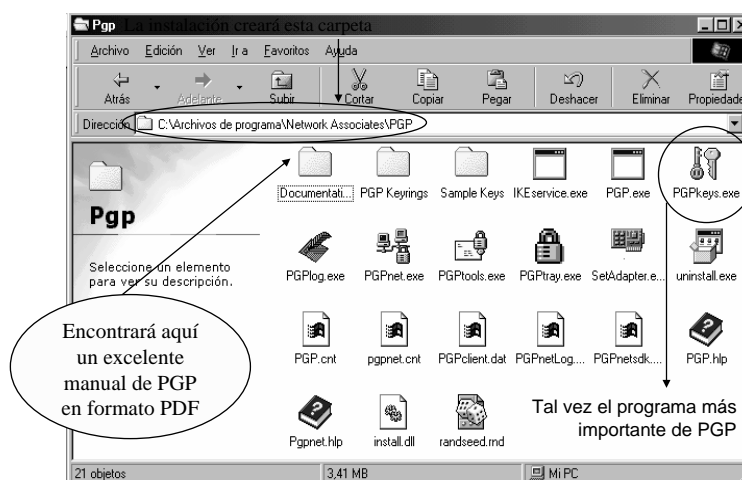 Pgp La instalación creará esta carpeta
Archivo Edición Ver Ir a Favoritos Ayuda
Atrás Adelante Subir Cortar Copiar Pegar Deshacer Eliminar Propiedade
Dirección C:\Archivos de programa\Network Associates\PGP
Documentati... PGP Keyrings Sample Keys IKEservice.exe PGP.exe PGPkeys.exe
Pgp
Seleccione un elemento
para ver su descripción.
PGPlog.exe PGPnet.exe PGPtools.exe PGPtray.exe SetAdapter.e... uninstall.exe
Encontrará aquí
un excelente
manual de PGP
en formato PDF
PGP.cnt pgpnet.cnt PGPclient.dat PGPnetLog.... PGPnetsdk.... PGP.hlp
Tal vez el programa más
importante de PGP
Pgpnet.hlp install.dll randseed.rnd
21 objetos 3,41 MB Mi PC